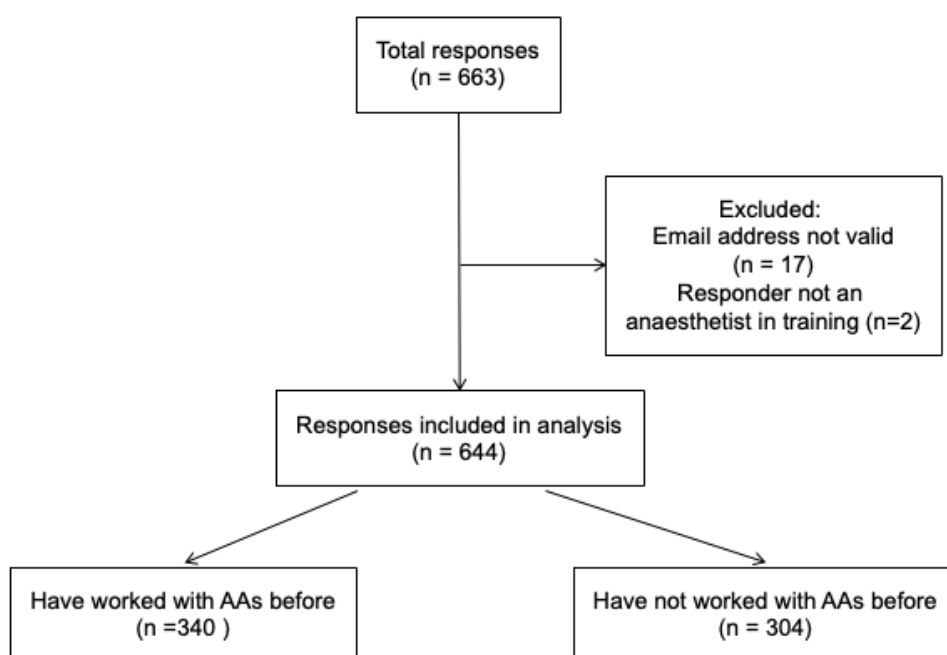 Total responses
(n = 663)
Excluded:
Email address not valid
(n = 17)
Responder not an
anaesthetist in training (n=2)
Responses included in analysis
(n = 644)
Have worked with AAs before
(n =340 )
Have not worked with AAs before
(n = 304)